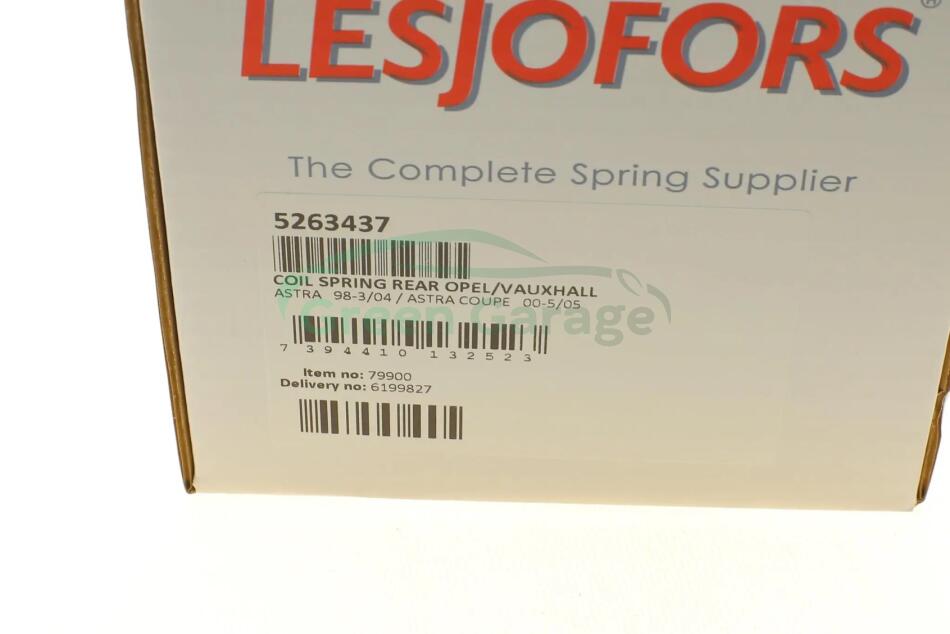 LESJOFORS®
The Complete Spring Supplier
5263437
COIL SPRING REAR OPEL/VAUXHALL
ASTRA 98-3/04 / ASTRA COUPE 00-5/05
Green Garage
7 394410 132523
Item no: 79900
Delivery no: 6199827